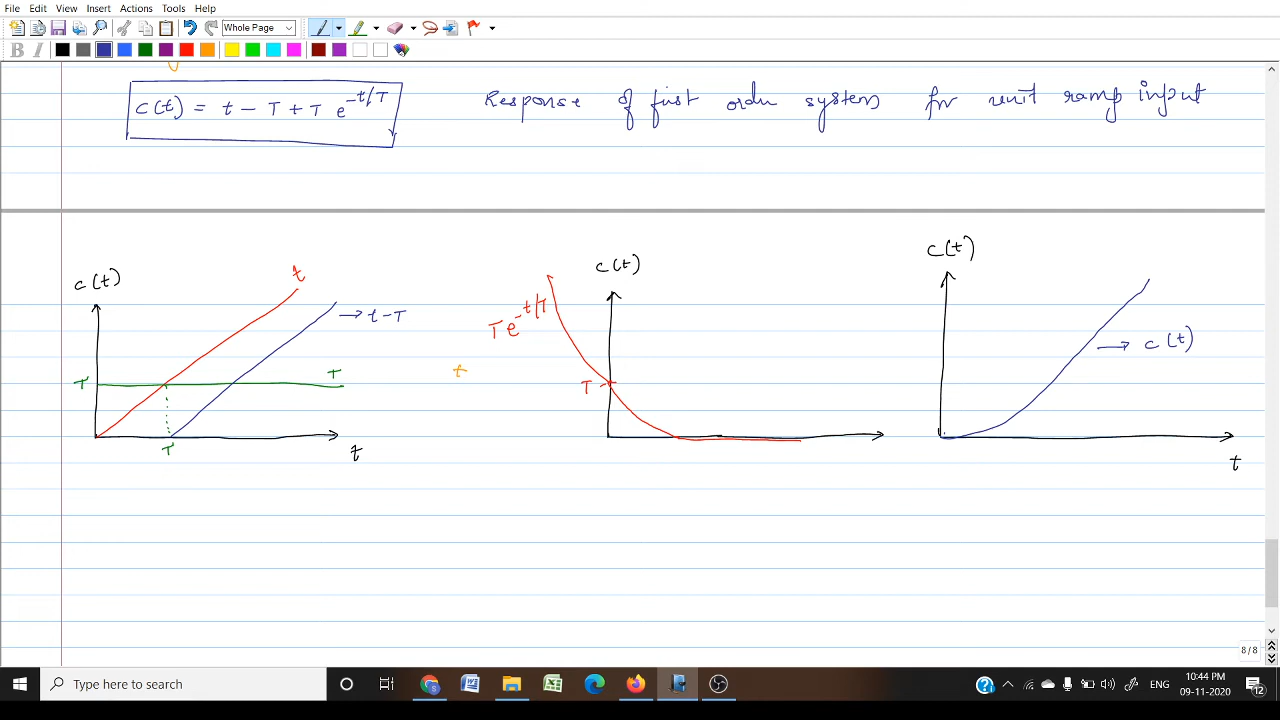 File Edit View Insert Actions Tools Help
Whole Page
B I
c(t) = t - T + T e^{-t/T} Response of first order system for unit ramp input
c(t)
t
→ t-T
T
T
T
t
c(t)
T e^{-t/T}
t
T
c(t)
→ c(t)
t
8/8
Type here to search
ENG
10:44 PM
09-11-2020
12